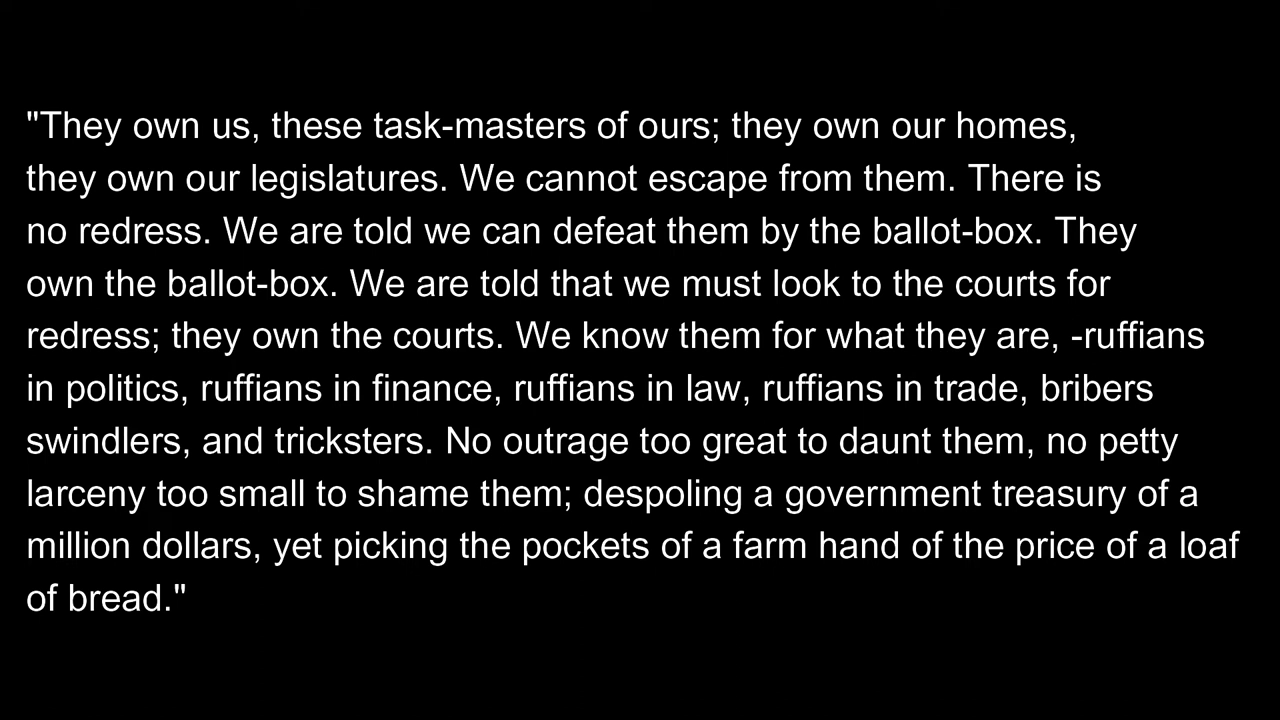 "They own us, these task-masters of ours; they own our homes,
they own our legislatures. We cannot escape from them. There is
no redress. We are told we can defeat them by the ballot-box. They
own the ballot-box. We are told that we must look to the courts for
redress; they own the courts. We know them for what they are, -ruffians
in politics, ruffians in finance, ruffians in law, ruffians in trade, bribers
swindlers, and tricksters. No outrage too great to daunt them, no petty
larceny too small to shame them; despoling a government treasury of a
million dollars, yet picking the pockets of a farm hand of the price of a loaf
of bread."